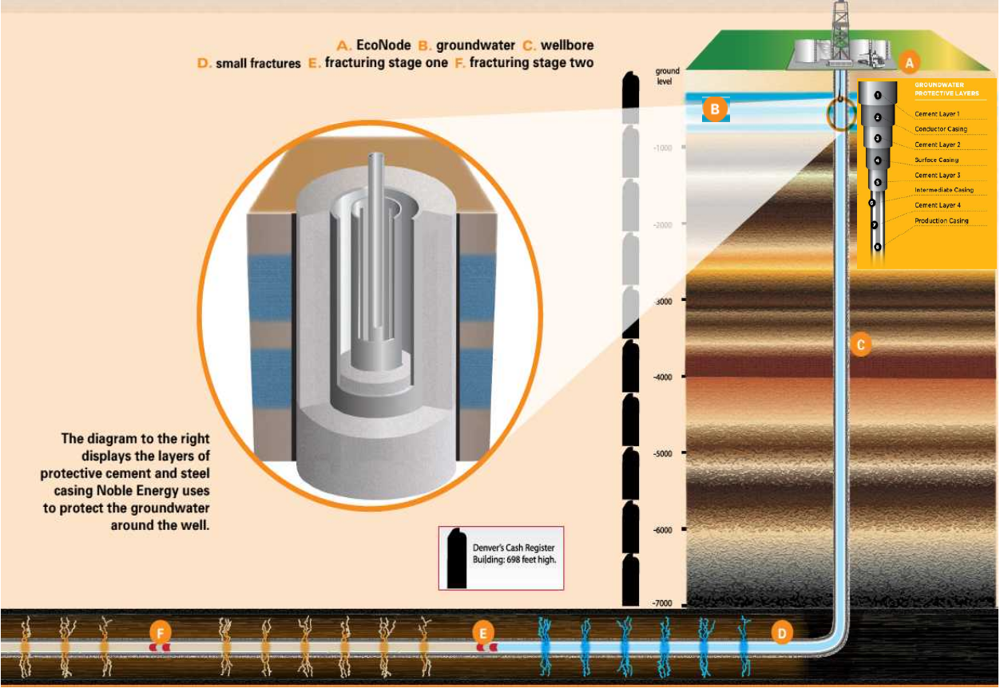 A. EcoNode B. groundwater C. wellbore
D. small fractures E. fracturing stage one F. fracturing stage two
ground
level
A
B
GROUNDWATER
PROTECTIVE LAYERS
1
Cement Layer 1
2
Conductor Casing
3
Cement Layer 2
4
Surface Casing
5
Cement Layer 3
6
Intermediate Casing
7
Cement Layer 4
8
Production Casing
-1000
-2000
-3000
-4000
-5000
-6000
-7000
C
The diagram to the right
displays the layers of
protective cement and steel
casing Noble Energy uses
to protect the groundwater
around the well.
Denver's Cash Register
Building: 698 feet high.
F
E
D